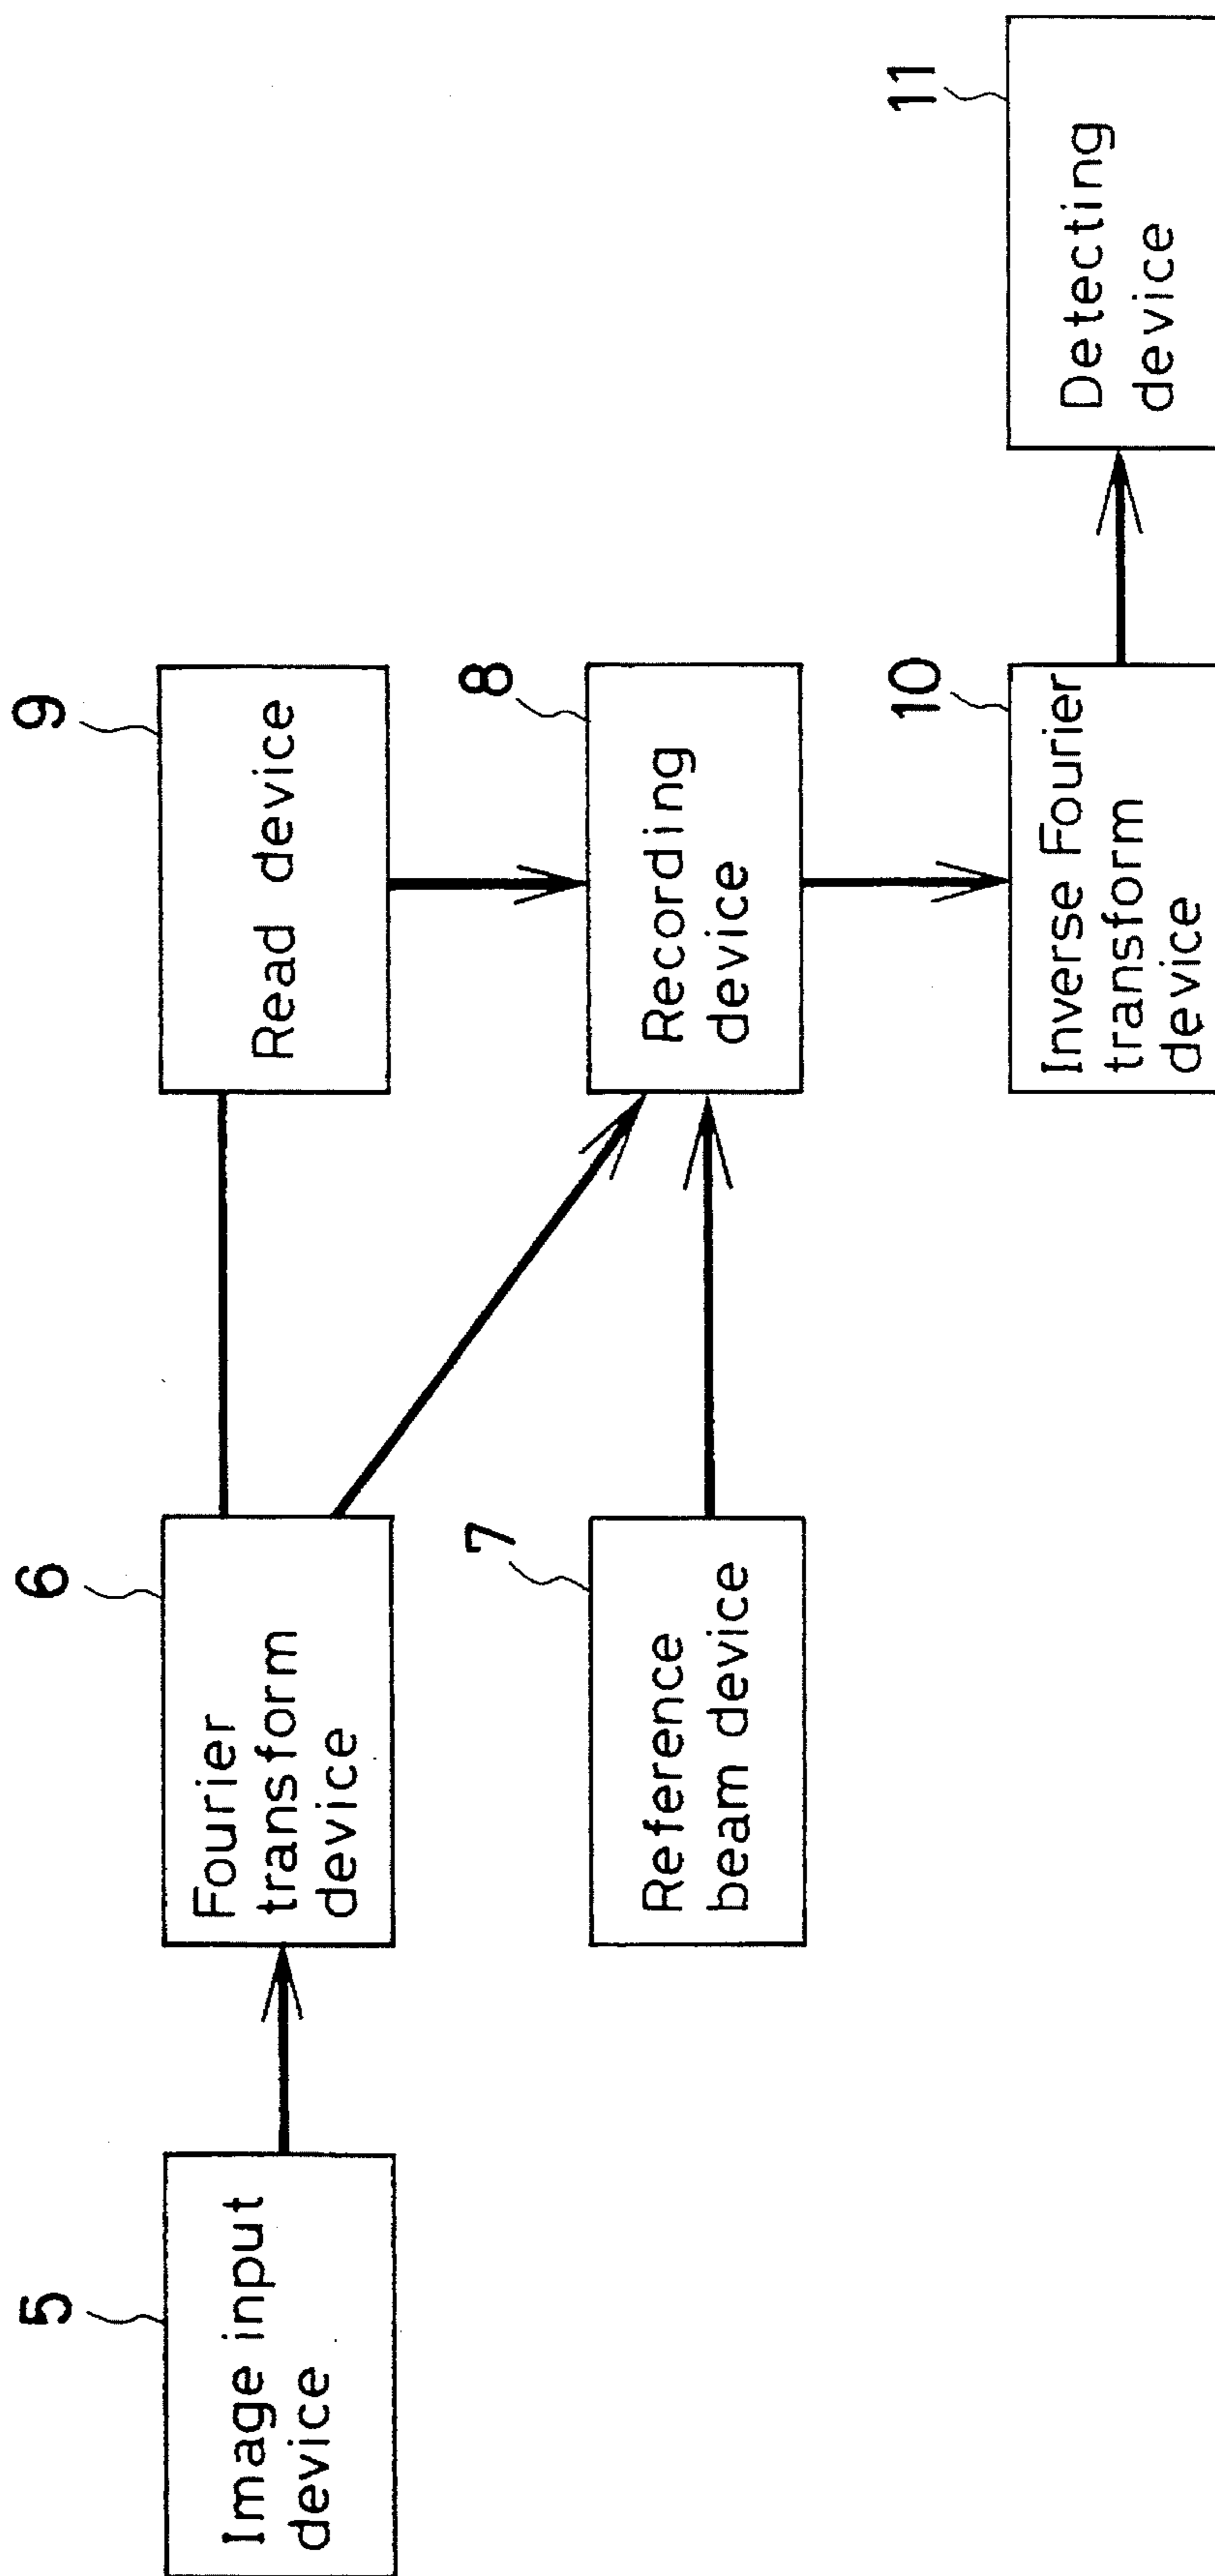 5
Image input
device
6
Fourier
transform
device
7
Reference
beam device
9
Read device
8
Recording
device
10
Inverse Fourier
transform
device
11
Detecting
device